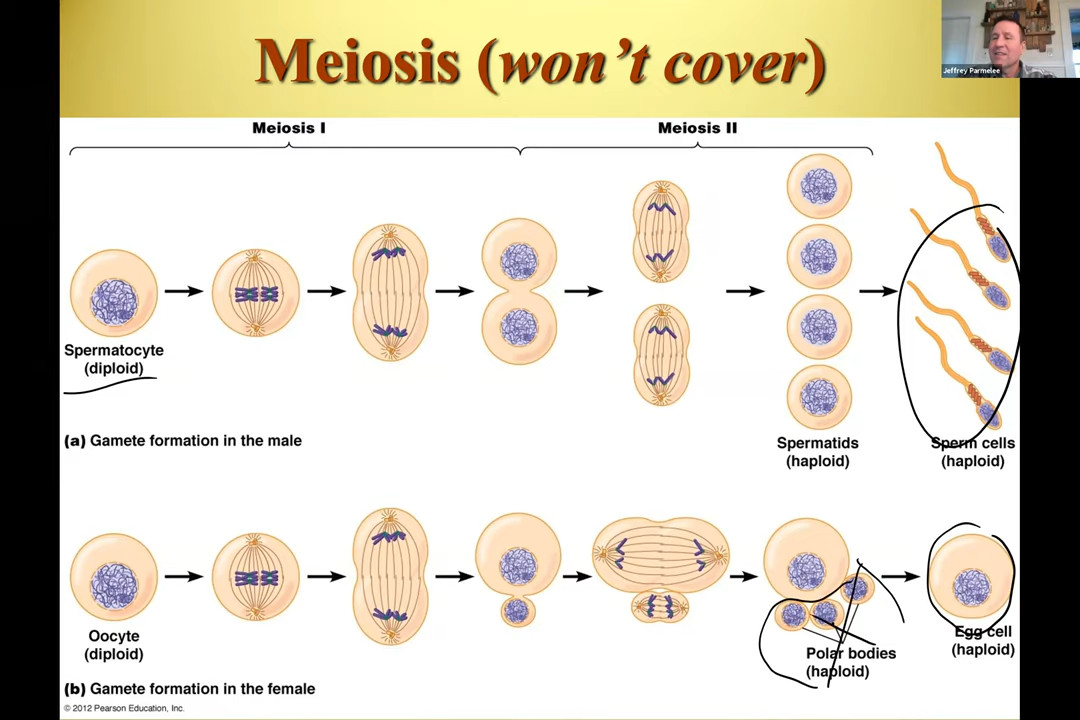 Meiosis (won't cover)
Jeffrey Parmelee
Meiosis I
Meiosis II
Spermatocyte
(diploid)
Spermatids
(haploid)
Sperm cells
(haploid)
(a) Gamete formation in the male
Oocyte
(diploid)
Polar bodies
(haploid)
Egg cell
(haploid)
(b) Gamete formation in the female
© 2012 Pearson Education, Inc.